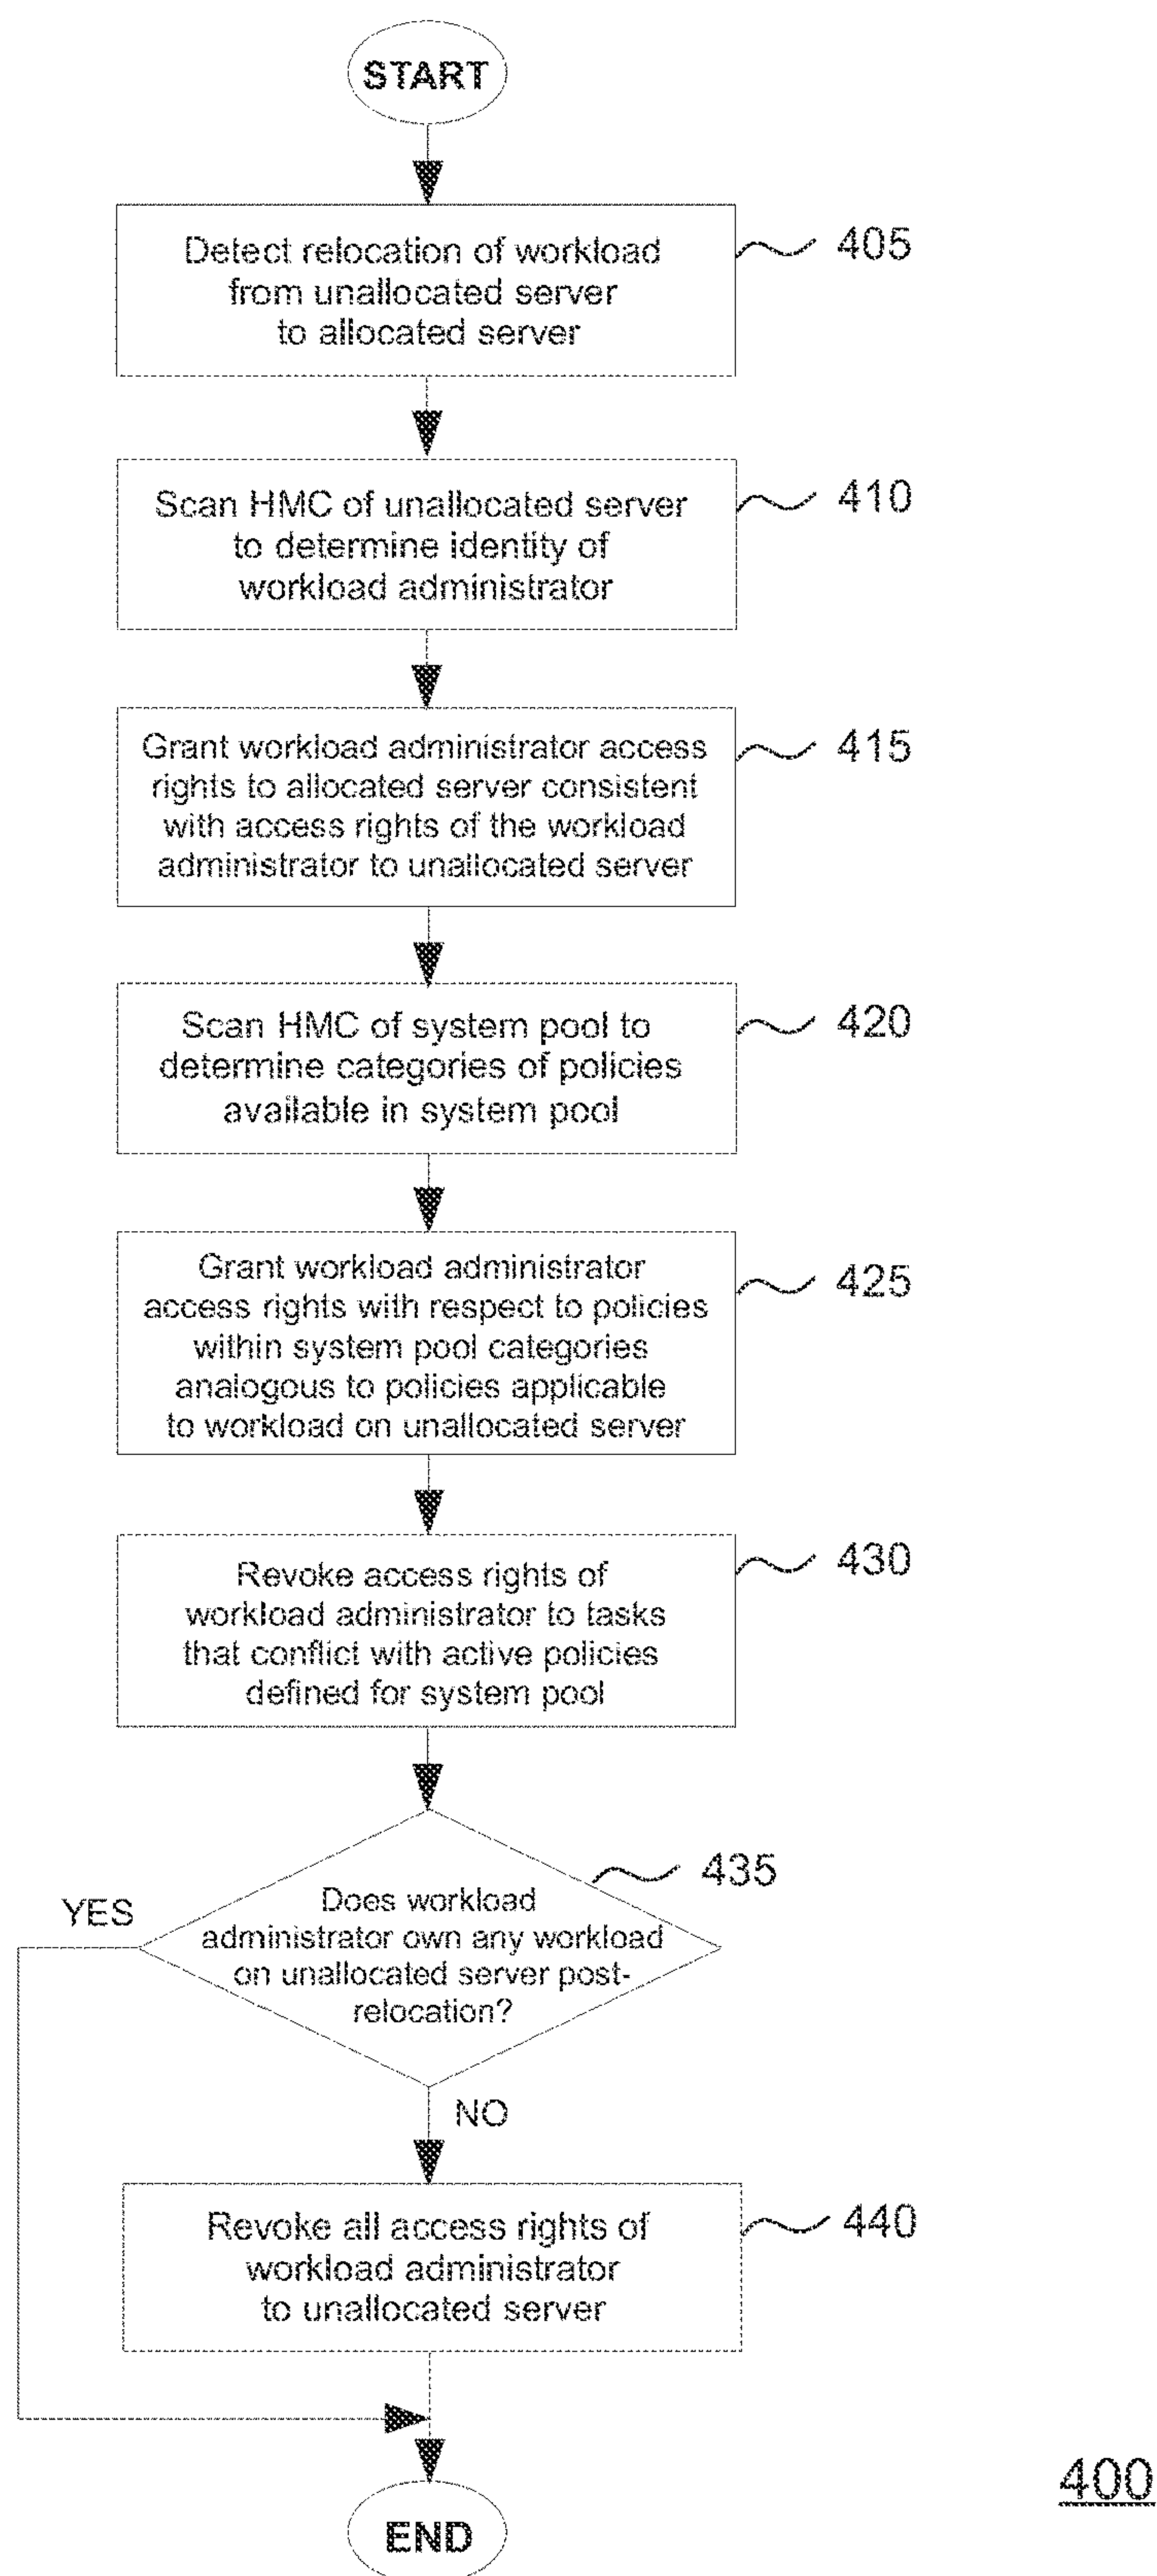 START
Detect relocation of workload
from unallocated server
to allocated server
405
Scan HMC of unallocated server
to determine identity of
workload administrator
410
Grant workload administrator access
rights to allocated server consistent
with access rights of the workload
administrator to unallocated server
415
Scan HMC of system pool to
determine categories of policies
available in system pool
420
Grant workload administrator
access rights with respect to policies
within system pool categories
analogous to policies applicable
to workload on unallocated server
425
Revoke access rights of
workload administrator to tasks
that conflict with active policies
defined for system pool
430
Does workload
administrator own any workload
on unallocated server post-
relocation?
435
YES
NO
Revoke all access rights of
workload administrator
to unallocated server
440
END
400